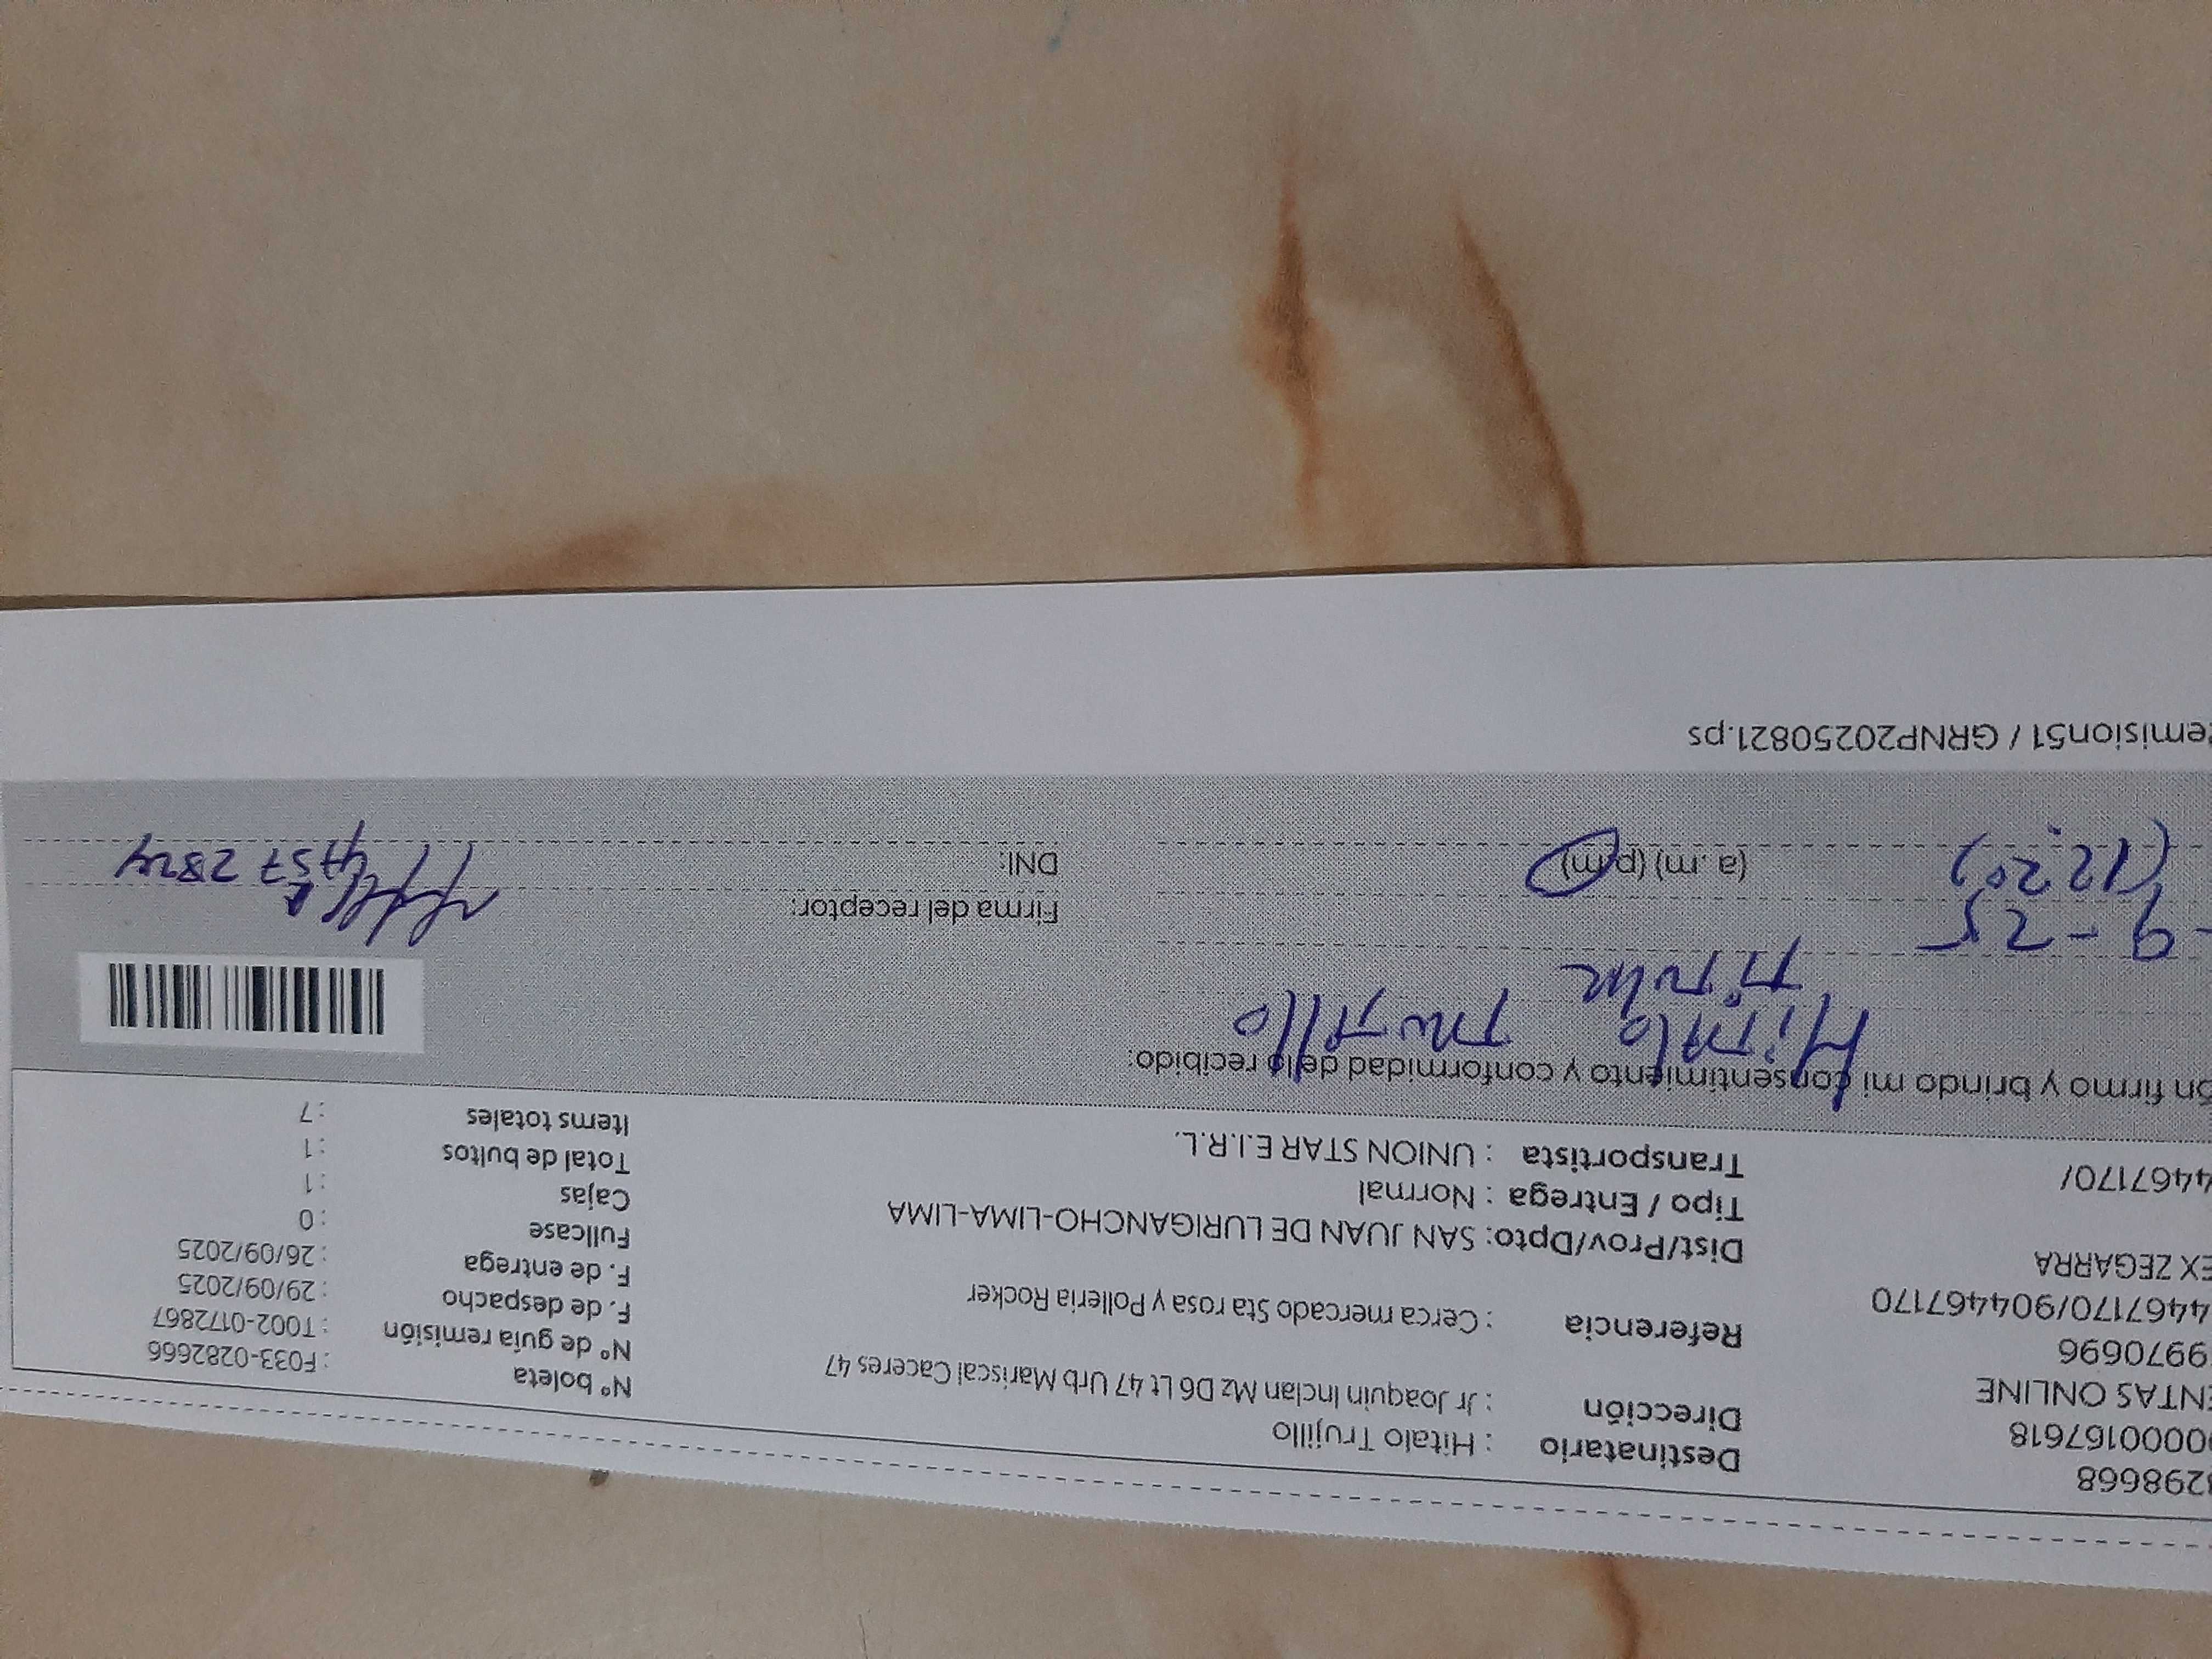 298668
0000167618
ENTAS ONLINE
9970696
4467170/904467170
EX ZEGARRA
4467170/
Destinatario : Hitalo Trujillo
Dirección : Jr Joaquin Inclan Mz D6 Lt 47 Urb Mariscal Caceres 47
Referencia : Cerca mercado Sta rosa y Polleria Rocker
Dist/Prov/Dpto: SAN JUAN DE LURIGANCHO-LIMA-LIMA
Tipo / Entrega : Normal
Transportista : UNION STAR E.I.R.L.
N° boleta : F033-0282666
N° de guía remisión : T002-0172867
F. de despacho : 29/09/2025
F. de entrega : 26/09/2025
Fullcase : 0
Cajas : 1
Total de bultos : 1
Items totales : 7
ón firmo y brindo mi consentimiento y conformidad de lo recibido:
Hitalo Trujillo
- 9 - 25
Firma del receptor:
(12:20) (a.m) (p.m)
DNI:
emision51 / GRNP20250821.ps